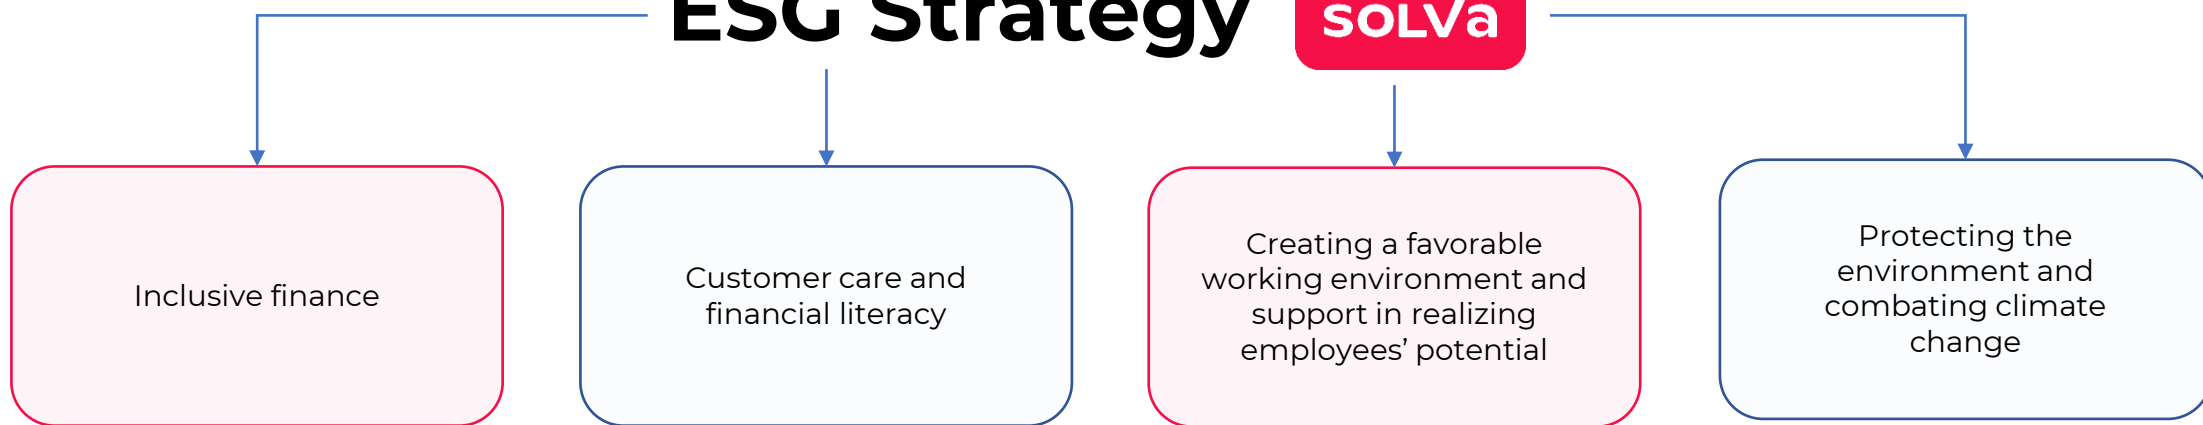 ESG Strategy solva
Inclusive finance
Customer care and
financial literacy
Creating a favorable
working environment and
support in realizing
employees’ potential
Protecting the
environment and
combating climate
change